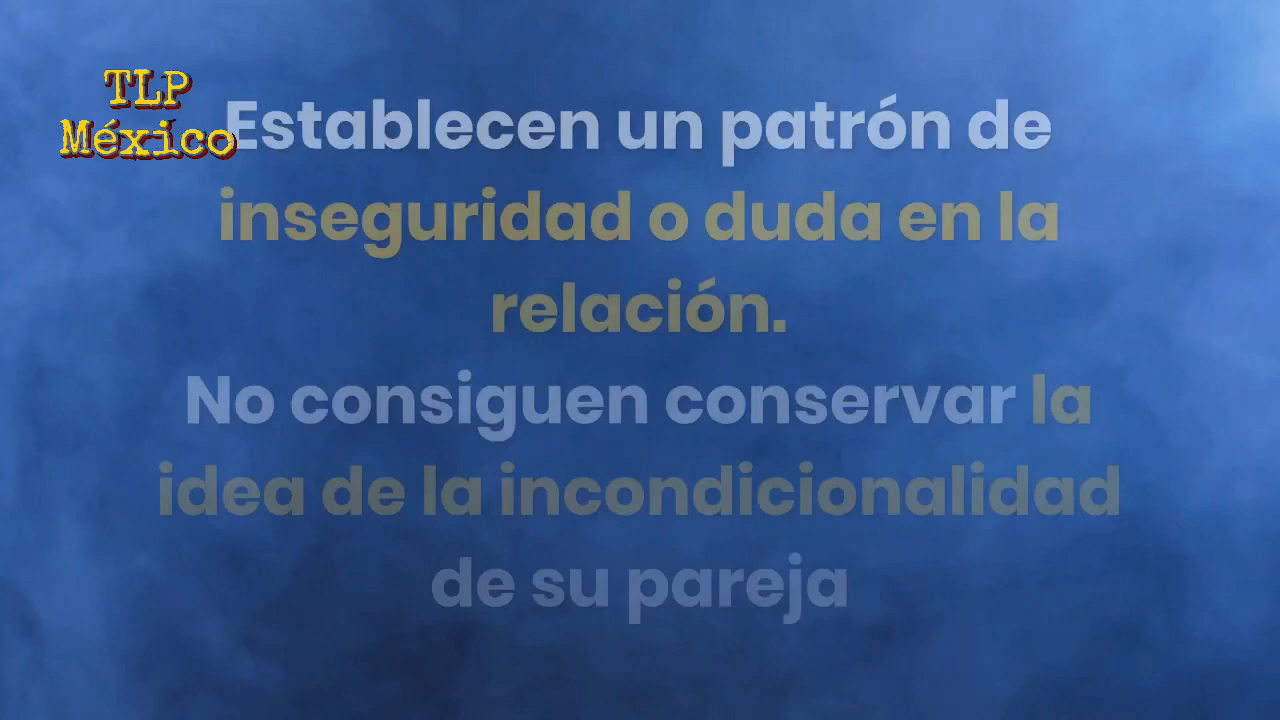 TLP
México
Establecen un patrón de
inseguridad o duda en la
relación.
No consiguen conservar la
idea de la incondicionalidad
de su pareja